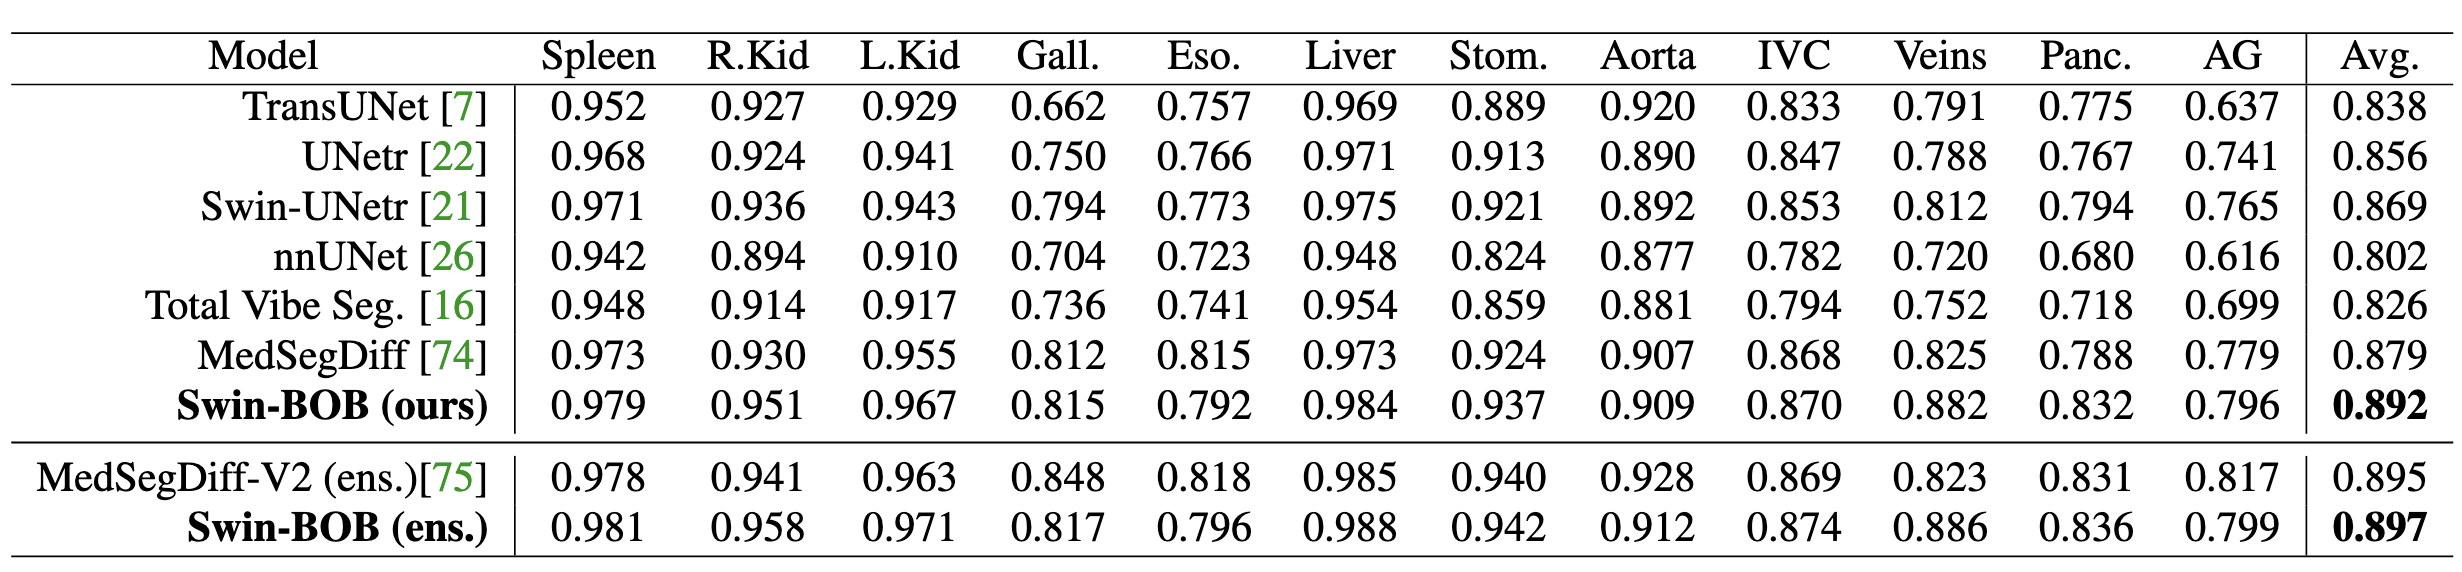 Model Spleen R.Kid L.Kid Gall. Eso. Liver Stom. Aorta IVC Veins Panc. AG Avg.
TransUNet [7] 0.952 0.927 0.929 0.662 0.757 0.969 0.889 0.920 0.833 0.791 0.775 0.637 0.838
UNetr [22] 0.968 0.924 0.941 0.750 0.766 0.971 0.913 0.890 0.847 0.788 0.767 0.741 0.856
Swin-UNetr [21] 0.971 0.936 0.943 0.794 0.773 0.975 0.921 0.892 0.853 0.812 0.794 0.765 0.869
nnUNet [26] 0.942 0.894 0.910 0.704 0.723 0.948 0.824 0.877 0.782 0.720 0.680 0.616 0.802
Total Vibe Seg. [16] 0.948 0.914 0.917 0.736 0.741 0.954 0.859 0.881 0.794 0.752 0.718 0.699 0.826
MedSegDiff [74] 0.973 0.930 0.955 0.812 0.815 0.973 0.924 0.907 0.868 0.825 0.788 0.779 0.879
Swin-BOB (ours) 0.979 0.951 0.967 0.815 0.792 0.984 0.937 0.909 0.870 0.882 0.832 0.796 0.892
MedSegDiff-V2 (ens.)[75] 0.978 0.941 0.963 0.848 0.818 0.985 0.940 0.928 0.869 0.823 0.831 0.817 0.895
Swin-BOB (ens.) 0.981 0.958 0.971 0.817 0.796 0.988 0.942 0.912 0.874 0.886 0.836 0.799 0.897